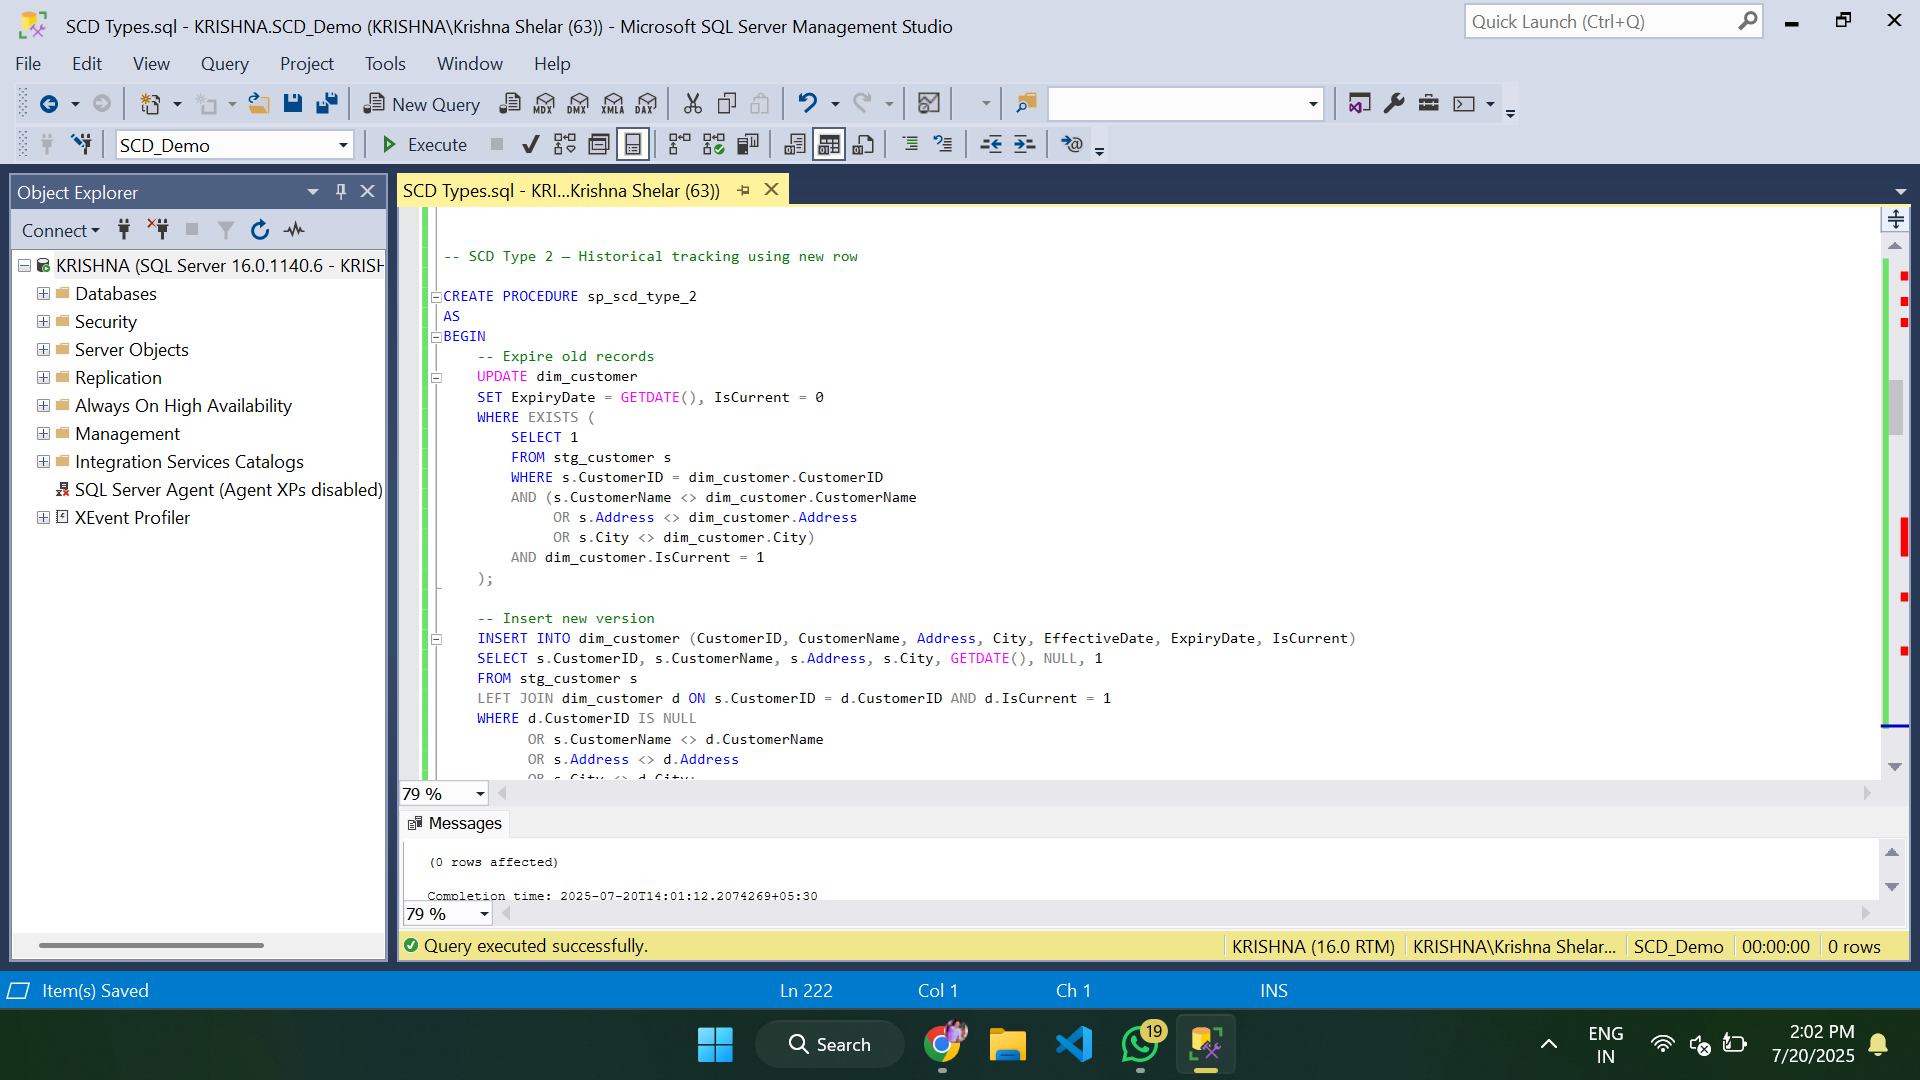 SCD Types.sql - KRISHNA.SCD_Demo (KRISHNA\Krishna Shelar (63)) - Microsoft SQL Server Management Studio
Quick Launch (Ctrl+Q)
File Edit View Query Project Tools Window Help
New Query MDX DMX XMLA DAX
SCD_Demo Execute
Object Explorer
Connect
KRISHNA (SQL Server 16.0.1140.6 - KRISH
Databases
Security
Server Objects
Replication
Always On High Availability
Management
Integration Services Catalogs
SQL Server Agent (Agent XPs disabled)
XEvent Profiler
SCD Types.sql - KRI...Krishna Shelar (63))
-- SCD Type 2 – Historical tracking using new row
CREATE PROCEDURE sp_scd_type_2
AS
BEGIN
-- Expire old records
UPDATE dim_customer
SET ExpiryDate = GETDATE(), IsCurrent = 0
WHERE EXISTS (
SELECT 1
FROM stg_customer s
WHERE s.CustomerID = dim_customer.CustomerID
AND (s.CustomerName <> dim_customer.CustomerName
OR s.Address <> dim_customer.Address
OR s.City <> dim_customer.City)
AND dim_customer.IsCurrent = 1
);
-- Insert new version
INSERT INTO dim_customer (CustomerID, CustomerName, Address, City, EffectiveDate, ExpiryDate, IsCurrent)
SELECT s.CustomerID, s.CustomerName, s.Address, s.City, GETDATE(), NULL, 1
FROM stg_customer s
LEFT JOIN dim_customer d ON s.CustomerID = d.CustomerID AND d.IsCurrent = 1
WHERE d.CustomerID IS NULL
OR s.CustomerName <> d.CustomerName
OR s.Address <> d.Address
OR s.City <> d.City;
79 %
Messages
(0 rows affected)
Completion time: 2025-07-20T14:01:12.2074269+05:30
79 %
Query executed successfully. KRISHNA (16.0 RTM) KRISHNA\Krishna Shelar... SCD_Demo 00:00:00 0 rows
Item(s) Saved Ln 222 Col 1 Ch 1 INS
Search 19
ENG
IN
2:02 PM
7/20/2025